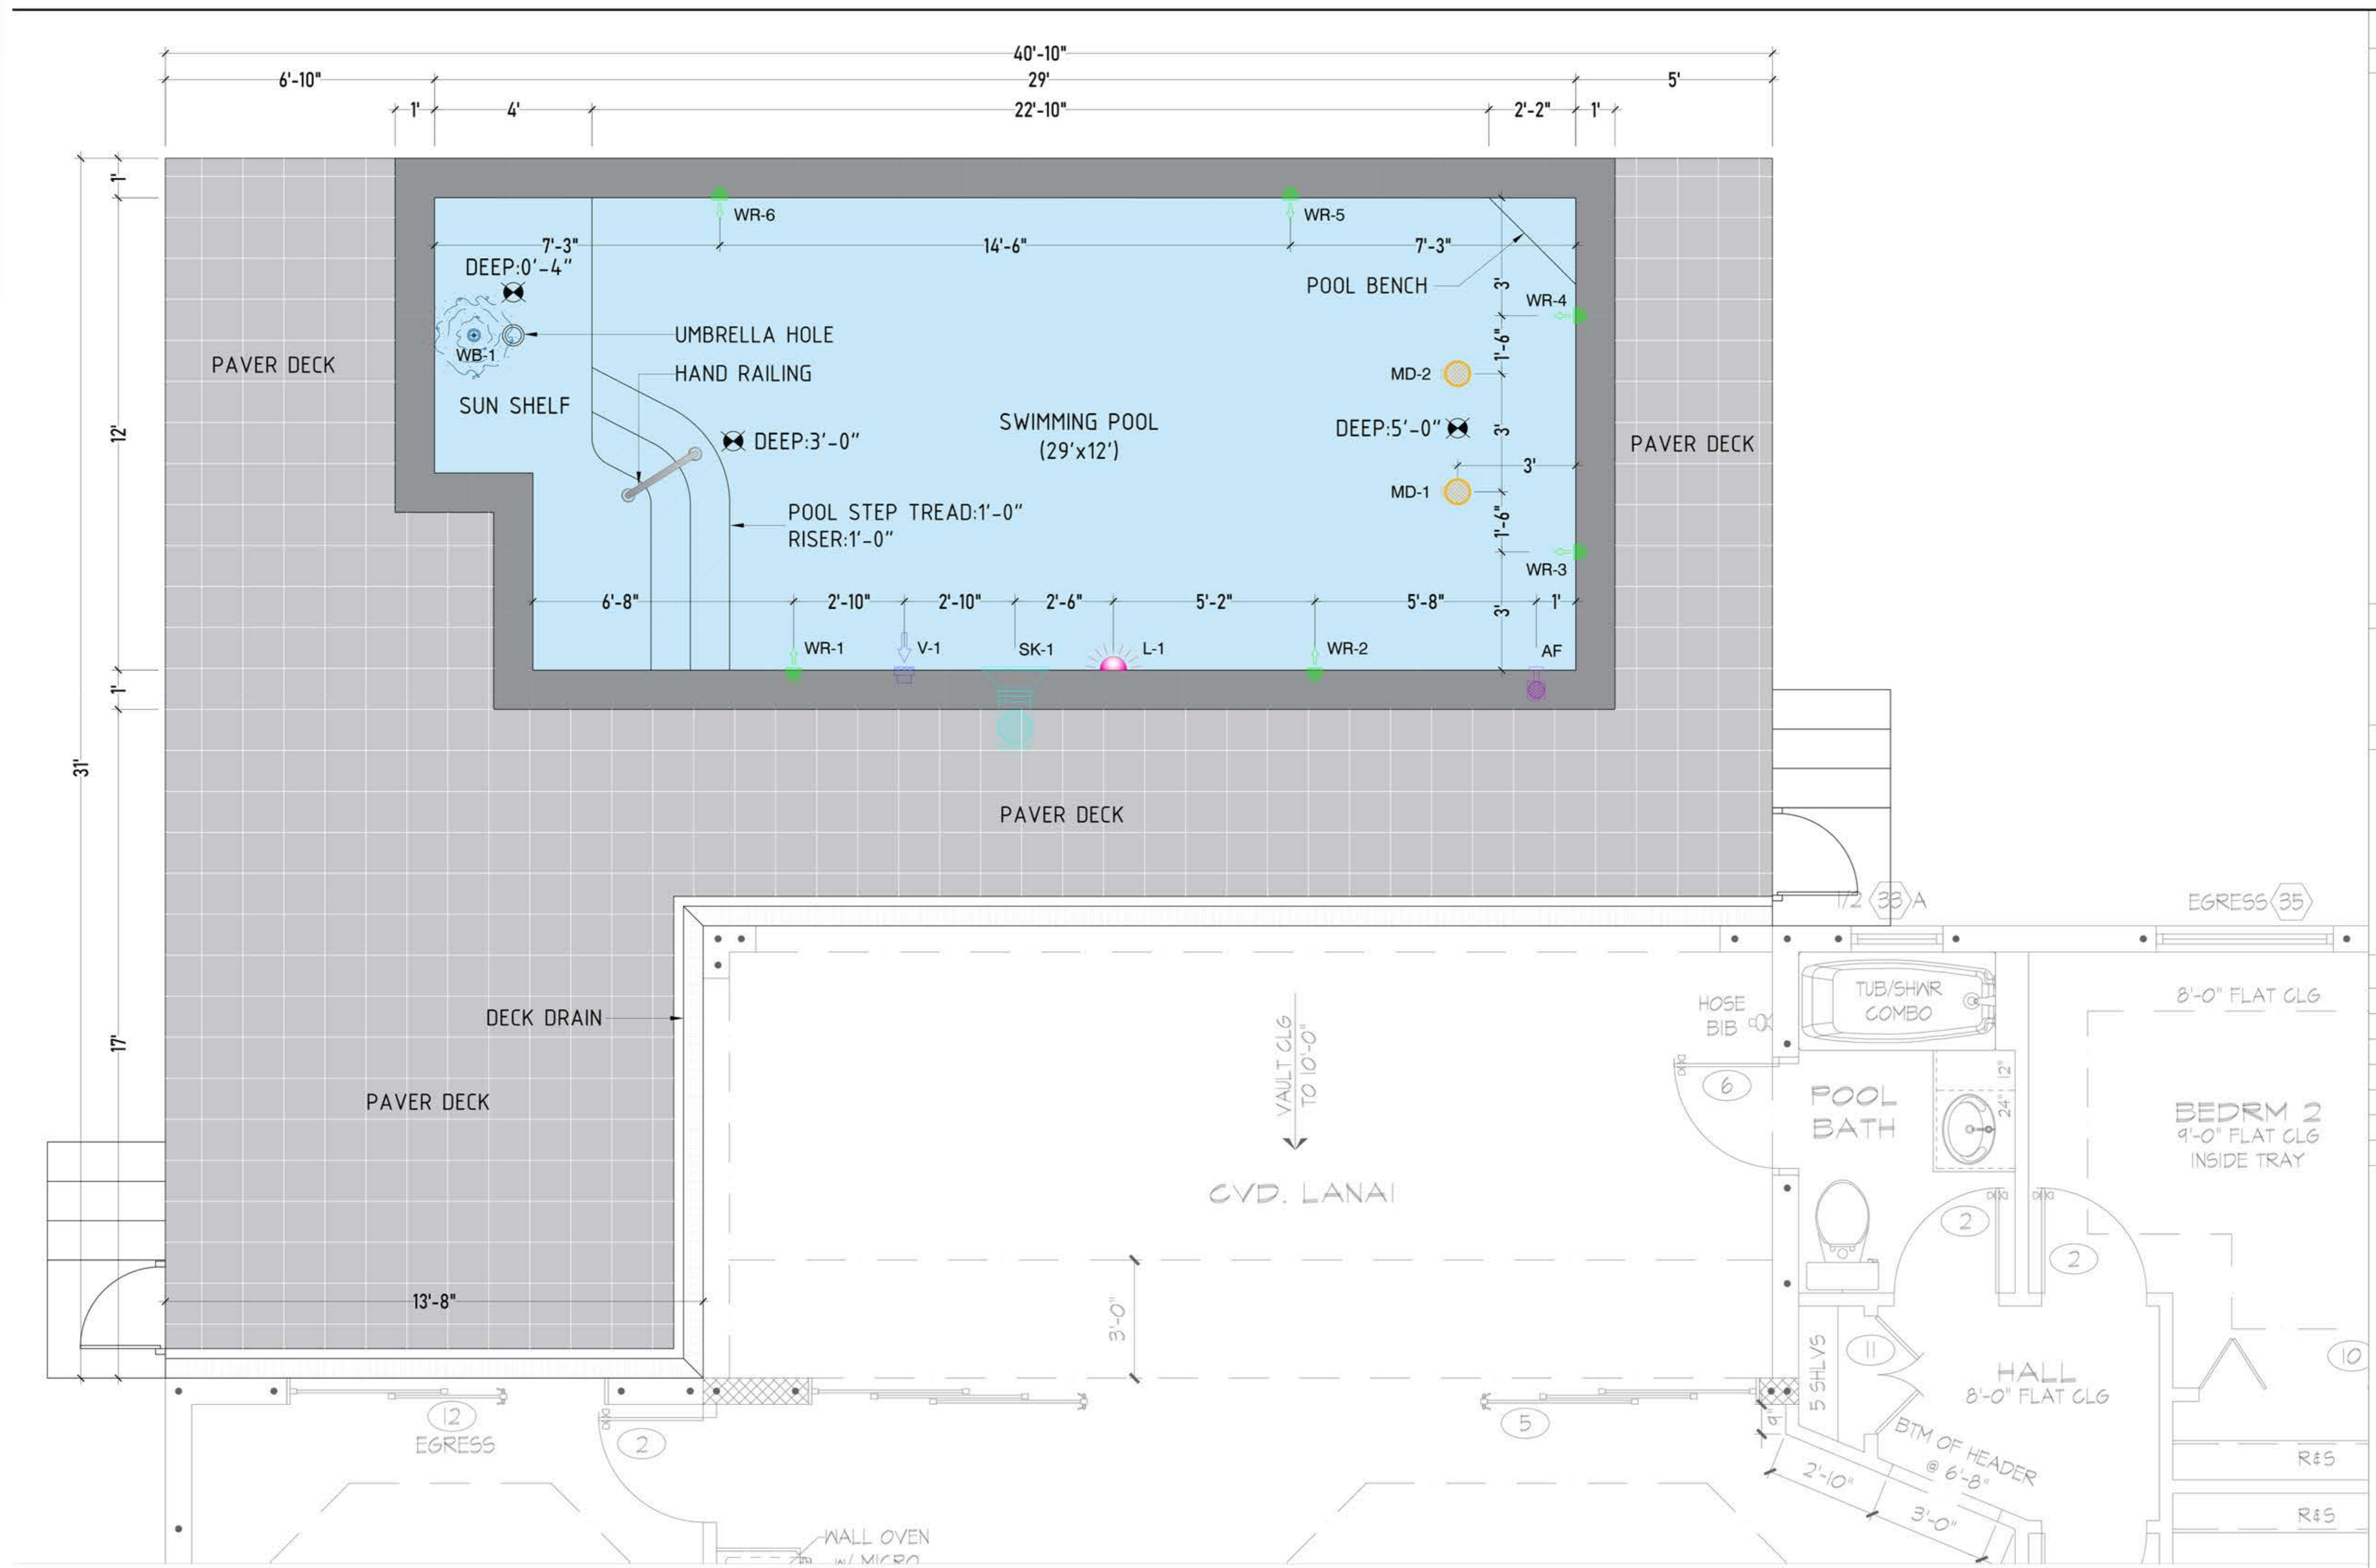 40'-10"
6'-10"
29'
5'
1'
4'
22'-10"
2'-2"
1'
1'
12'
1'
31'
17'
WR-6
WR-5
7'-3"
14'-6"
7'-3"
DEEP:0'-4"
POOL BENCH
3'
WR-4
UMBRELLA HOLE
WB-1
HAND RAILING
1'-6"
MD-2
PAVER DECK
SUN SHELF
SWIMMING POOL
(29'x12')
DEEP:3'-0"
DEEP:5'-0"
3'
PAVER DECK
3'
MD-1
POOL STEP TREAD:1'-0"
RISER:1'-0"
1'-6"
WR-3
6'-8"
2'-10"
2'-10"
2'-6"
5'-2"
5'-8"
1'
3'
WR-1
V-1
SK-1
L-1
WR-2
AF
PAVER DECK
1/2
33
A
EGRESS
35
DECK DRAIN
PAVER DECK
13'-8"
HOSE
BIB
TUB/SHWR
COMBO
8'-0" FLAT CLG
VAULT CLG
TO 10'-0"
6
POOL
BATH
12"
24"
BEDRM 2
9'-0" FLAT CLG
INSIDE TRAY
CVD. LANAI
2
2
3'-0"
5 SHLVS
11
10
HALL
8'-0" FLAT CLG
12
EGRESS
2
5
9"
BTM OF HEADER
@ 6'-8"
2'-10"
3'-0"
R&S
R&S
WALL OVEN
W/ MICRO